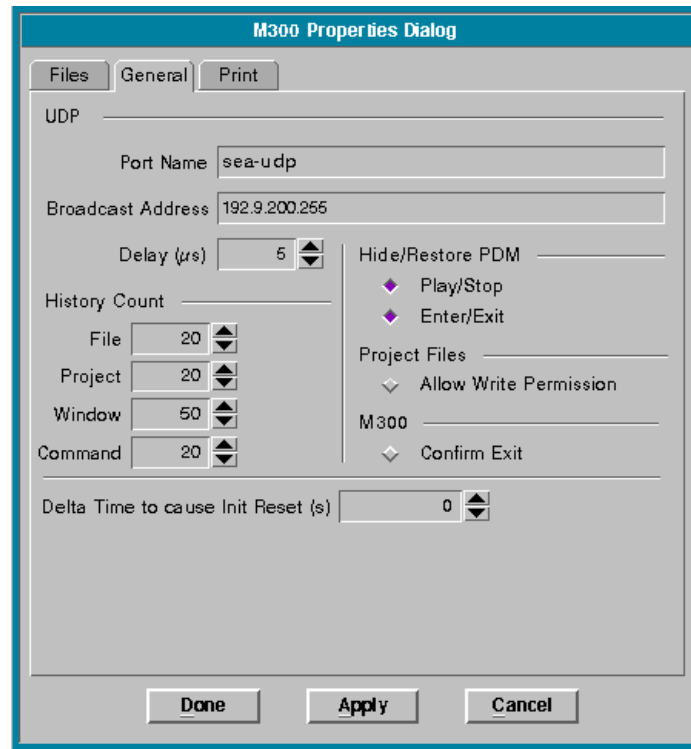 M300 Properties Dialog
Files General Print
UDP
Port Name sea-udp
Broadcast Address 192.9.200.255
Delay (µs) 5
History Count
File 20
Project 20
Window 50
Command 20
Hide/Restore PDM
Play/Stop
Enter/Exit
Project Files
Allow Write Permission
M300
Confirm Exit
Delta Time to cause Init Reset (s) 0
Done Apply Cancel